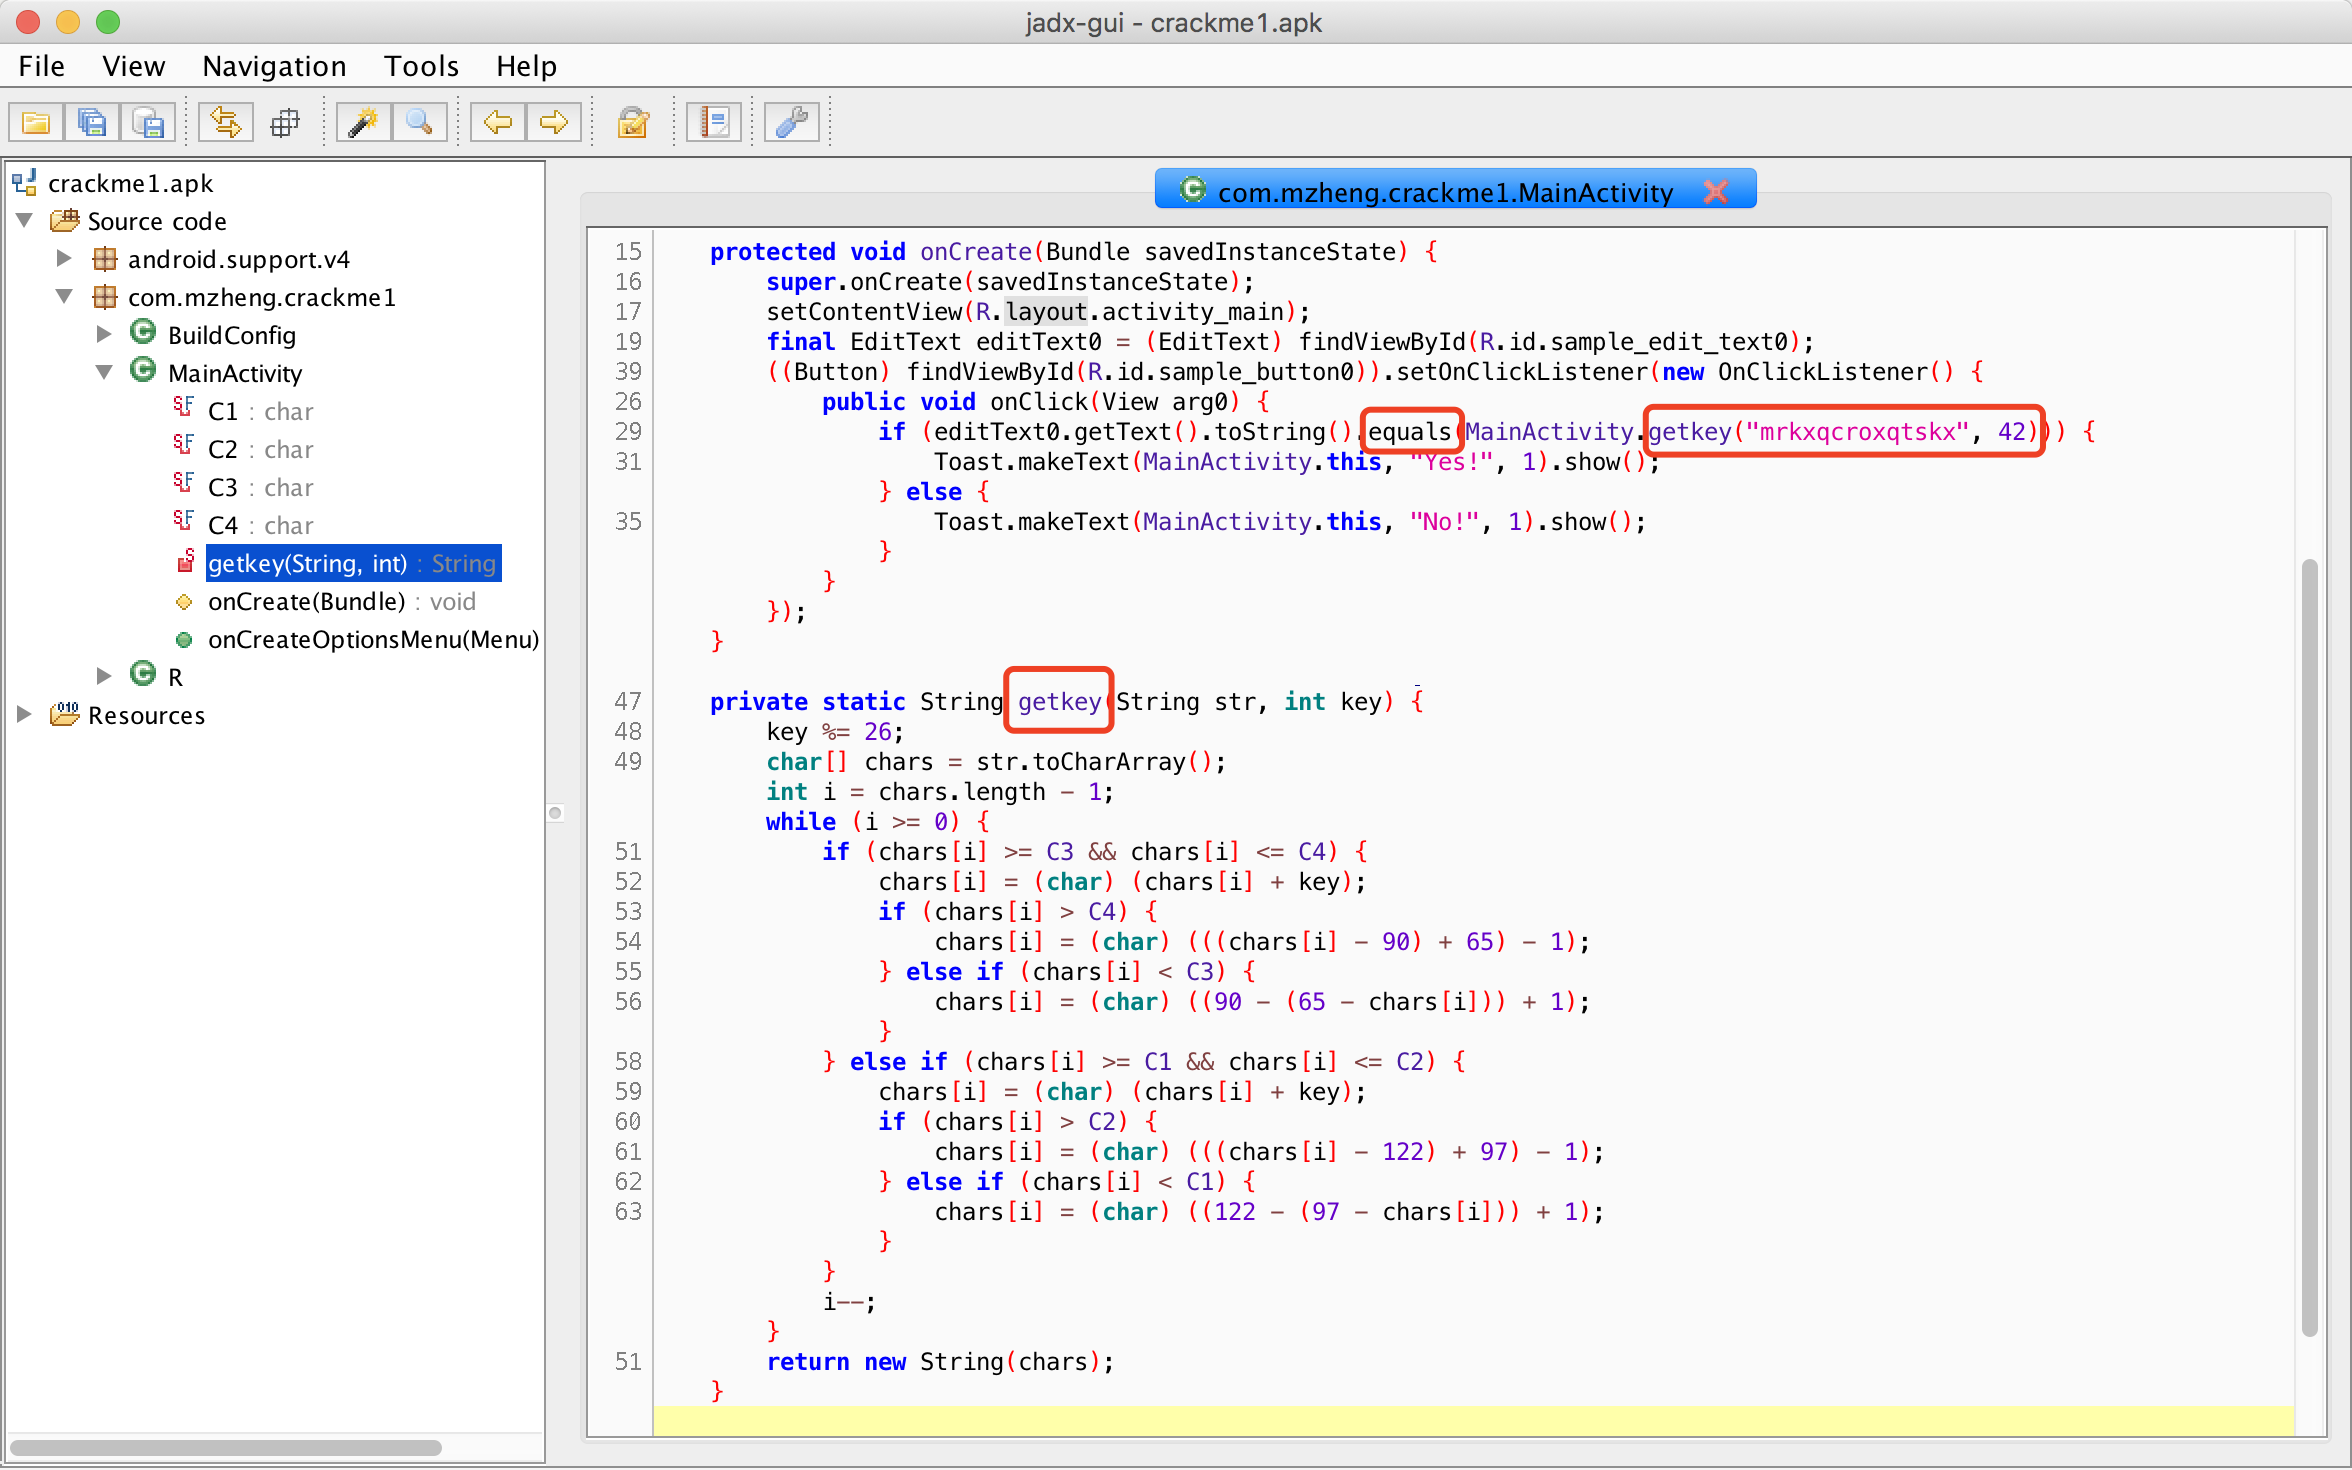 jadx-gui - crackme1.apk
File View Navigation Tools Help
crackme1.apk
Source code
android.support.v4
com.mzheng.crackme1
BuildConfig
MainActivity
C1 : char
C2 : char
C3 : char
C4 : char
getkey(String, int) : String
onCreate(Bundle) : void
onCreateOptionsMenu(Menu)
R
Resources
com.mzheng.crackme1.MainActivity
15 protected void onCreate(Bundle savedInstanceState) {
16 super.onCreate(savedInstanceState);
17 setContentView(R.layout.activity_main);
19 final EditText editText0 = (EditText) findViewById(R.id.sample_edit_text0);
39 ((Button) findViewById(R.id.sample_button0)).setOnClickListener(new OnClickListener() {
26 public void onClick(View arg0) {
29 if (editText0.getText().toString().equals(MainActivity.getkey("mrkxqcroxqtskx", 42))) {
31 Toast.makeText(MainActivity.this, "Yes!", 1).show();
} else {
35 Toast.makeText(MainActivity.this, "No!", 1).show();
}
}
});
}
47 private static String getkey(String str, int key) {
48 key %= 26;
49 char[] chars = str.toCharArray();
int i = chars.length - 1;
while (i >= 0) {
51 if (chars[i] >= C3 && chars[i] <= C4) {
52 chars[i] = (char) (chars[i] + key);
53 if (chars[i] > C4) {
54 chars[i] = (char) (((chars[i] - 90) + 65) - 1);
55 } else if (chars[i] < C3) {
56 chars[i] = (char) ((90 - (65 - chars[i])) + 1);
}
58 } else if (chars[i] >= C1 && chars[i] <= C2) {
59 chars[i] = (char) (chars[i] + key);
60 if (chars[i] > C2) {
61 chars[i] = (char) (((chars[i] - 122) + 97) - 1);
62 } else if (chars[i] < C1) {
63 chars[i] = (char) ((122 - (97 - chars[i])) + 1);
}
}
i--;
}
51 return new String(chars);
}